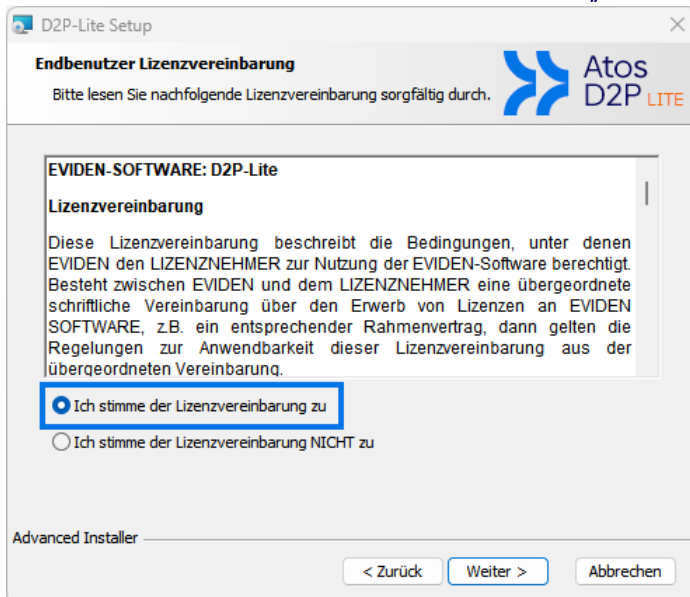 D2P-Lite Setup
Endbenutzer Lizenzvereinbarung
Bitte lesen Sie nachfolgende Lizenzvereinbarung sorgfältig durch.
Atos
D2P LITE
EVIDEN-SOFTWARE: D2P-Lite
Lizenzvereinbarung
Diese Lizenzvereinbarung beschreibt die Bedingungen, unter denen
EVIDEN den LIZENZNEHMER zur Nutzung der EVIDEN-Software berechtigt.
Besteht zwischen EVIDEN und dem LIZENZNEHMER eine übergeordnete
schriftliche Vereinbarung über den Erwerb von Lizenzen an EVIDEN
SOFTWARE, z.B. ein entsprechender Rahmenvertrag, dann gelten die
Regelungen zur Anwendbarkeit dieser Lizenzvereinbarung aus der
übergeordneten Vereinbarung.
Ich stimme der Lizenzvereinbarung zu
Ich stimme der Lizenzvereinbarung NICHT zu
Advanced Installer
< Zurück
Weiter >
Abbrechen